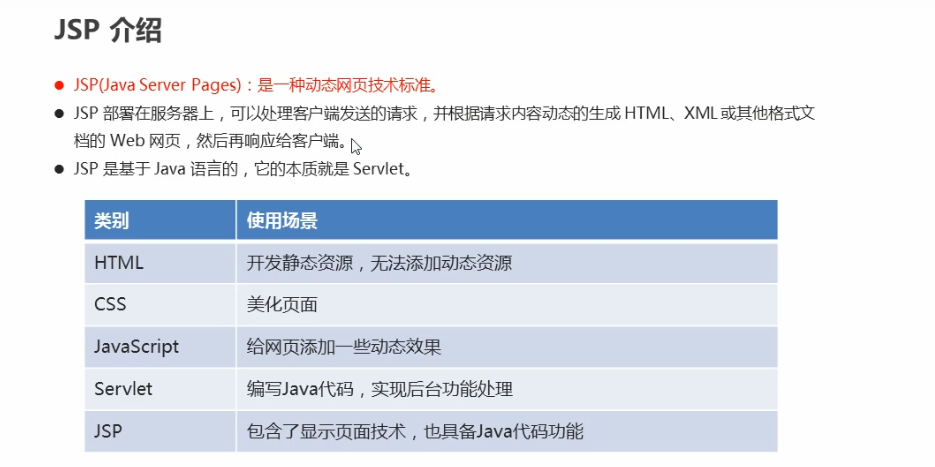 JSP 介绍
JSP(Java Server Pages)：是一种动态网页技术标准。
JSP 部署在服务器上，可以处理客户端发送的请求，并根据请求内容动态的生成 HTML、XML 或其他格式文
档的 Web 网页，然后再响应给客户端。
JSP 是基于 Java 语言的，它的本质就是 Servlet。
类别 使用场景
HTML 开发静态资源，无法添加动态资源
CSS 美化页面
JavaScript 给网页添加一些动态效果
Servlet 编写Java代码，实现后台功能处理
JSP 包含了显示页面技术，也具备Java代码功能